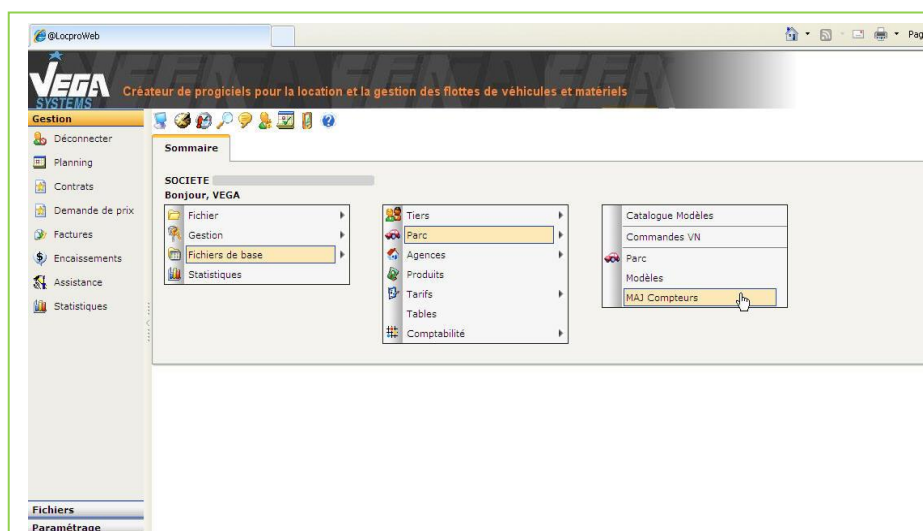 @LocproWeb
Pag
VEGA
SYSTEMS
Créateur de progiciels pour la location et la gestion des flottes de véhicules et matériels
Gestion
Déconnecter
Planning
Contrats
Demande de prix
Factures
Encaissements
Assistance
Statistiques
Sommaire
SOCIETE
Bonjour, VEGA
Fichier
Gestion
Fichiers de base
Statistiques
Tiers
Parc
Agences
Produits
Tarifs
Tables
Comptabilité
Catalogue Modèles
Commandes VN
Parc
Modèles
MAJ Compteurs
Fichiers
Paramétrage